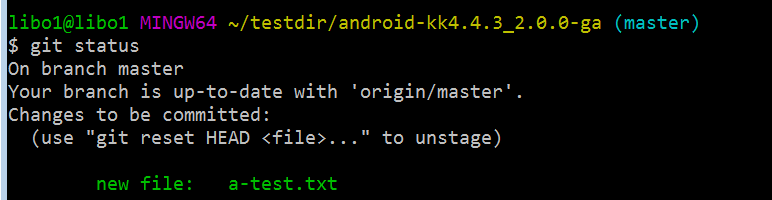 libo1@libo1 MINGW64 ~/testdir/android-kk4.4.3_2.0.0-ga (master)
$ git status
On branch master
Your branch is up-to-date with 'origin/master'.
Changes to be committed:
  (use "git reset HEAD <file>..." to unstage)
        new file:   a-test.txt